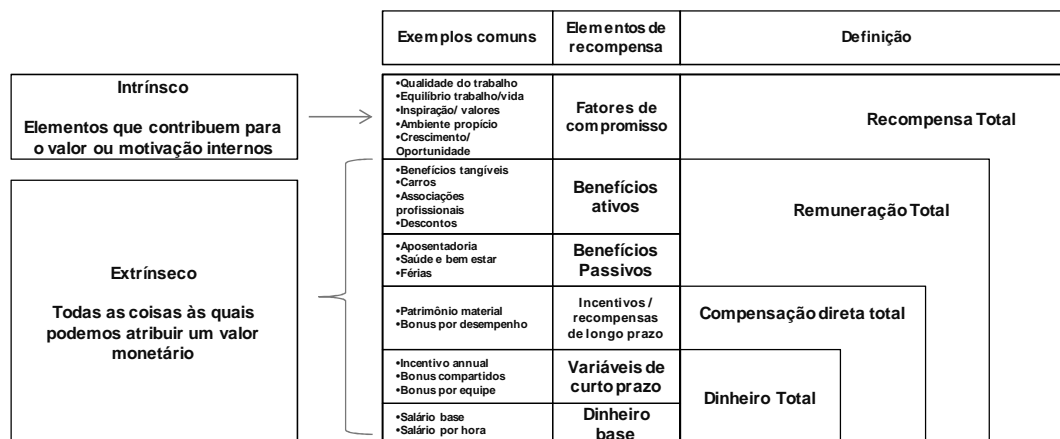 Exemplos comuns
Elementos de
recompensa
Definição
Intrínsco
Elementos que contribuem para
o valor ou motivação internos
•Qualidade do trabalho
•Equilíbrio trabalho/vida
•Inspiração/ valores
•Ambiente propício
•Crescimento/
Oportunidade
Fatores de
compromisso
Recompensa Total
Extrínseco
Todas as coisas às quais
podemos atribuir um valor
monetário
•Benefícios tangíveis
•Carros
•Associações
profissionais
•Descontos
Benefícios
ativos
Remuneração Total
•Aposentadoria
•Saúde e bem estar
•Férias
Benefícios
Passivos
•Patrimônio material
•Bonus por desempenho
Incentivos /
recompensas
de longo prazo
Compensação direta total
•Incentivo annual
•Bonus compartidos
•Bonus por equipe
Variáveis de
curto prazo
Dinheiro Total
•Salário base
•Salário por hora
Dinheiro
base